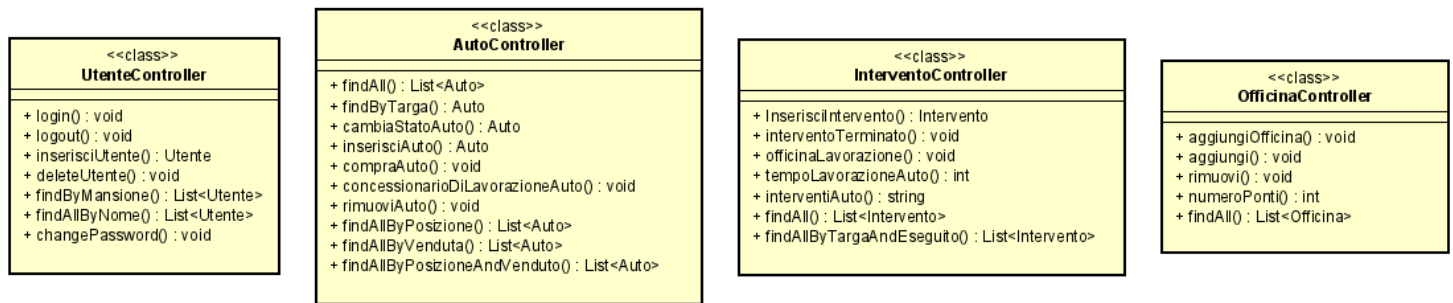 <<class>>
UtenteController
+ login() : void
+ logout() : void
+ inserisciUtente() : Utente
+ deleteUtente() : void
+ findByMansione() : List<Utente>
+ findAllByNome() : List<Utente>
+ changePassword() : void
<<class>>
AutoController
+ findAll() : List<Auto>
+ findByTarga() : Auto
+ cambiaStatoAuto() : Auto
+ inserisciAuto() : Auto
+ compraAuto() : void
+ concessionarioDiLavorazioneAuto() : void
+ rimuoviAuto() : void
+ findAllByPosizione() : List<Auto>
+ findAllByVenduta() : List<Auto>
+ findAllByPosizioneAndVenduto() : List<Auto>
<<class>>
InterventoController
+ InserisciIntervento() : Intervento
+ interventoTerminato() : void
+ officinaLavorazione() : void
+ tempoLavorazioneAuto() : int
+ interventiAuto() : string
+ findAll() : List<Intervento>
+ findAllByTargaAndEseguito() : List<Intervento>
<<class>>
OfficinaController
+ aggiungiOfficina() : void
+ aggiungi() : void
+ rimuovi() : void
+ numeroPonti() : int
+ findAll() : List<Officina>